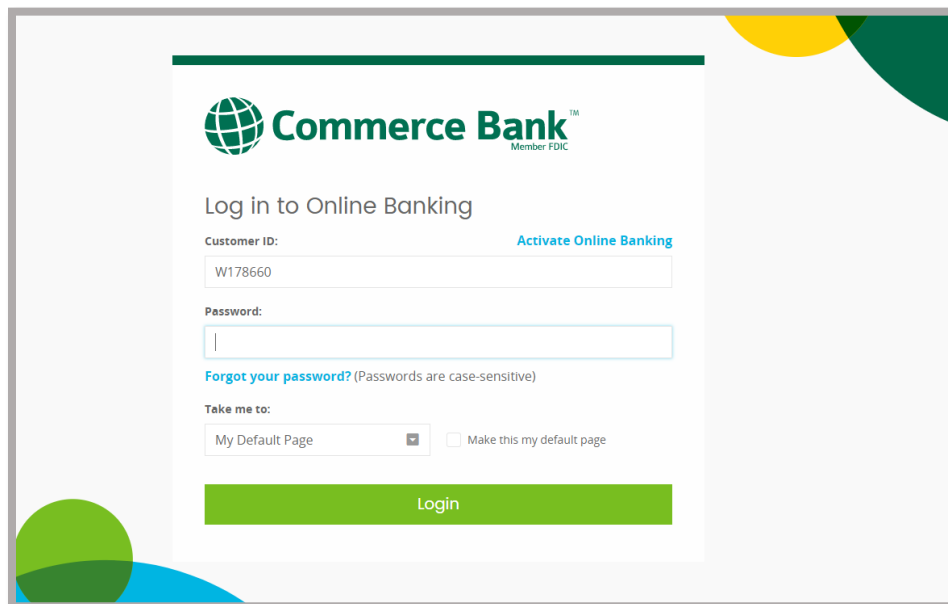 Commerce Bank™
Member FDIC
Log in to Online Banking
Customer ID: Activate Online Banking
W178660
Password:
Forgot your password? (Passwords are case-sensitive)
Take me to:
My Default Page Make this my default page
Login